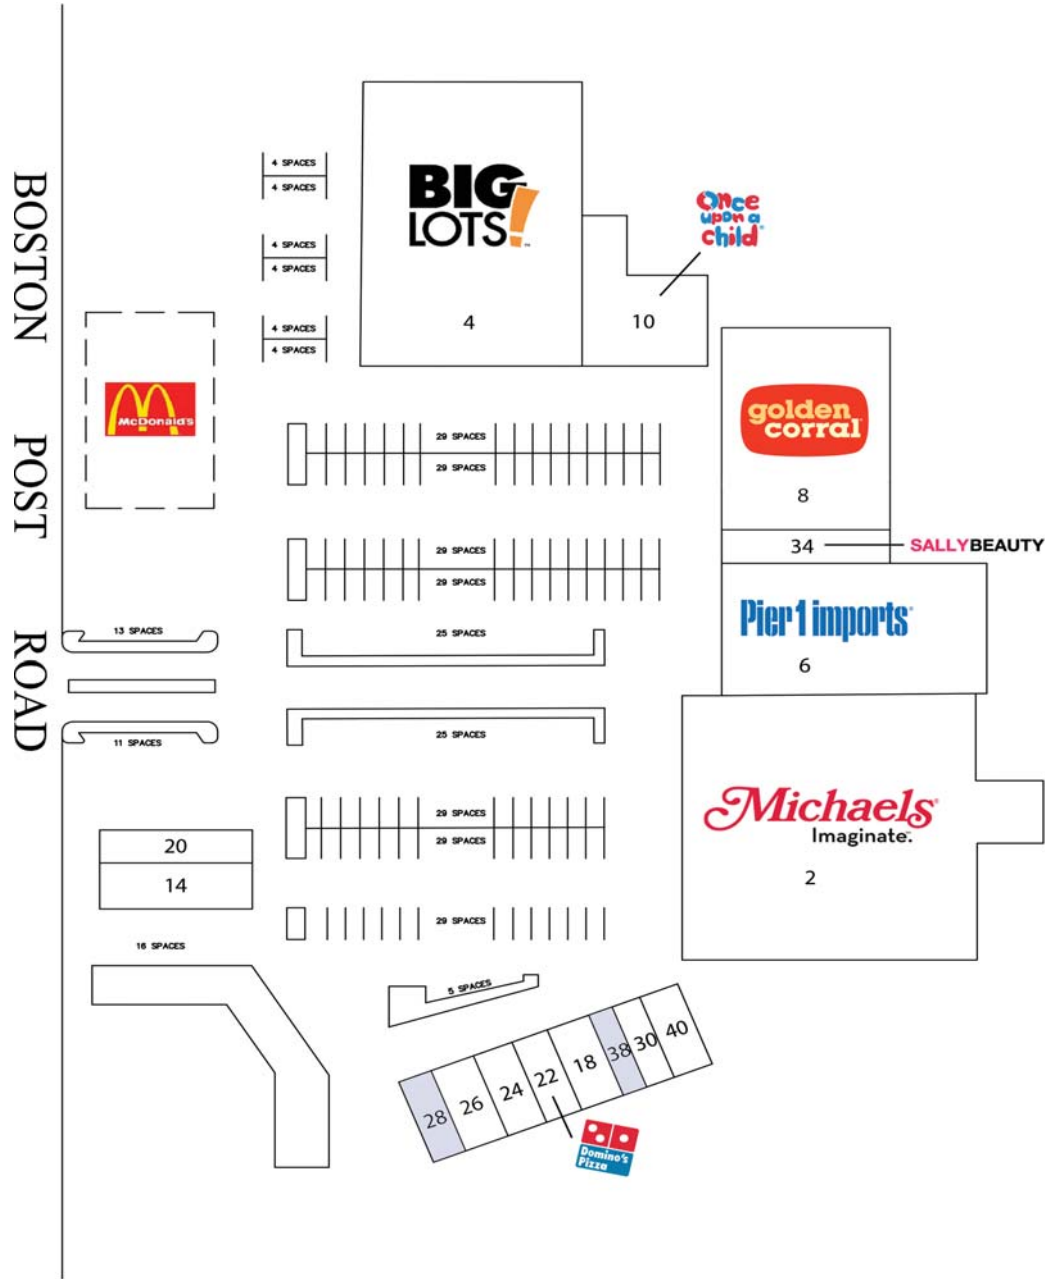 BOSTON
POST
ROAD
4 SPACES
4 SPACES
4 SPACES
4 SPACES
4 SPACES
4 SPACES
BIG
LOTS!
4
Once
upon a
child
10
McDonald's
golden
corral
8
34
SALLYBEAUTY
Pier 1 imports
6
29 SPACES
29 SPACES
29 SPACES
29 SPACES
13 SPACES
25 SPACES
11 SPACES
25 SPACES
Michaels
Imaginate.
2
29 SPACES
29 SPACES
20
14
29 SPACES
16 SPACES
5 SPACES
28
26
24
22
18
38
30
40
Domino's
Pizza